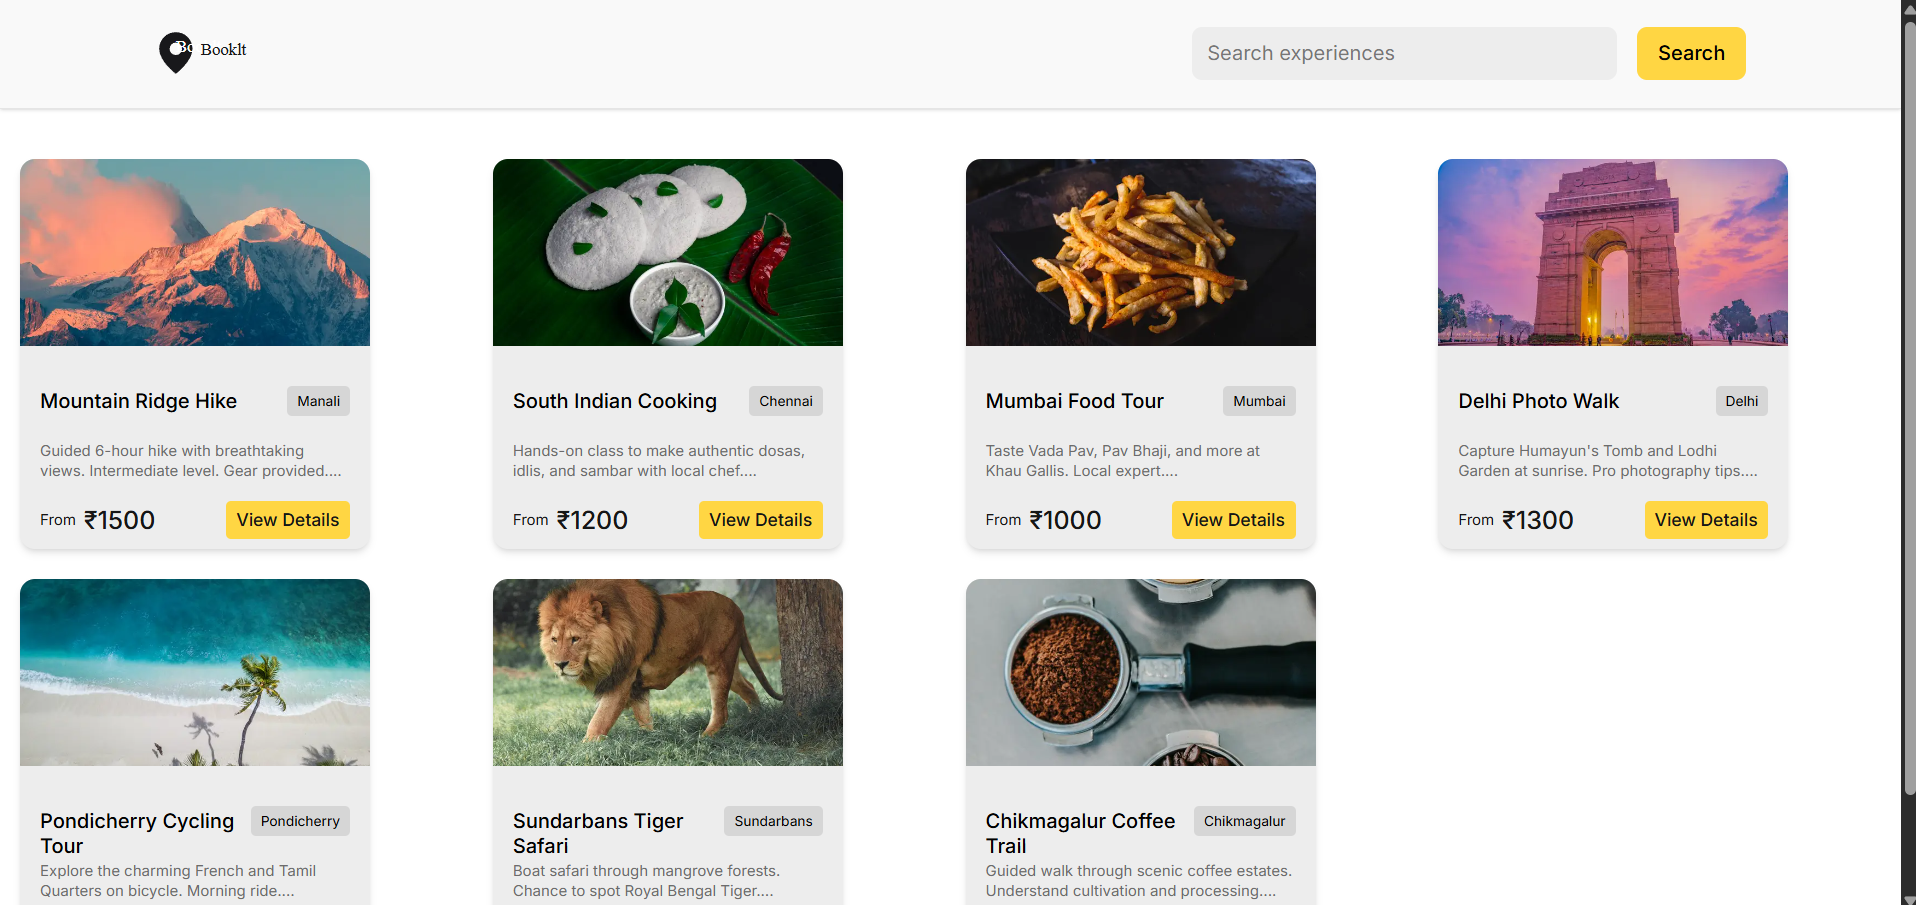 Bo BookIt
Search experiences
Search
Mountain Ridge Hike
Manali
Guided 6-hour hike with breathtaking
views. Intermediate level. Gear provided....
From ₹1500
View Details
South Indian Cooking
Chennai
Hands-on class to make authentic dosas,
idlis, and sambar with local chef....
From ₹1200
View Details
Mumbai Food Tour
Mumbai
Taste Vada Pav, Pav Bhaji, and more at
Khau Gallis. Local expert....
From ₹1000
View Details
Delhi Photo Walk
Delhi
Capture Humayun's Tomb and Lodhi
Garden at sunrise. Pro photography tips....
From ₹1300
View Details
Pondicherry Cycling
Tour
Pondicherry
Explore the charming French and Tamil
Quarters on bicycle. Morning ride....
Sundarbans Tiger
Safari
Sundarbans
Boat safari through mangrove forests.
Chance to spot Royal Bengal Tiger....
Chikmagalur Coffee
Trail
Chikmagalur
Guided walk through scenic coffee estates.
Understand cultivation and processing....